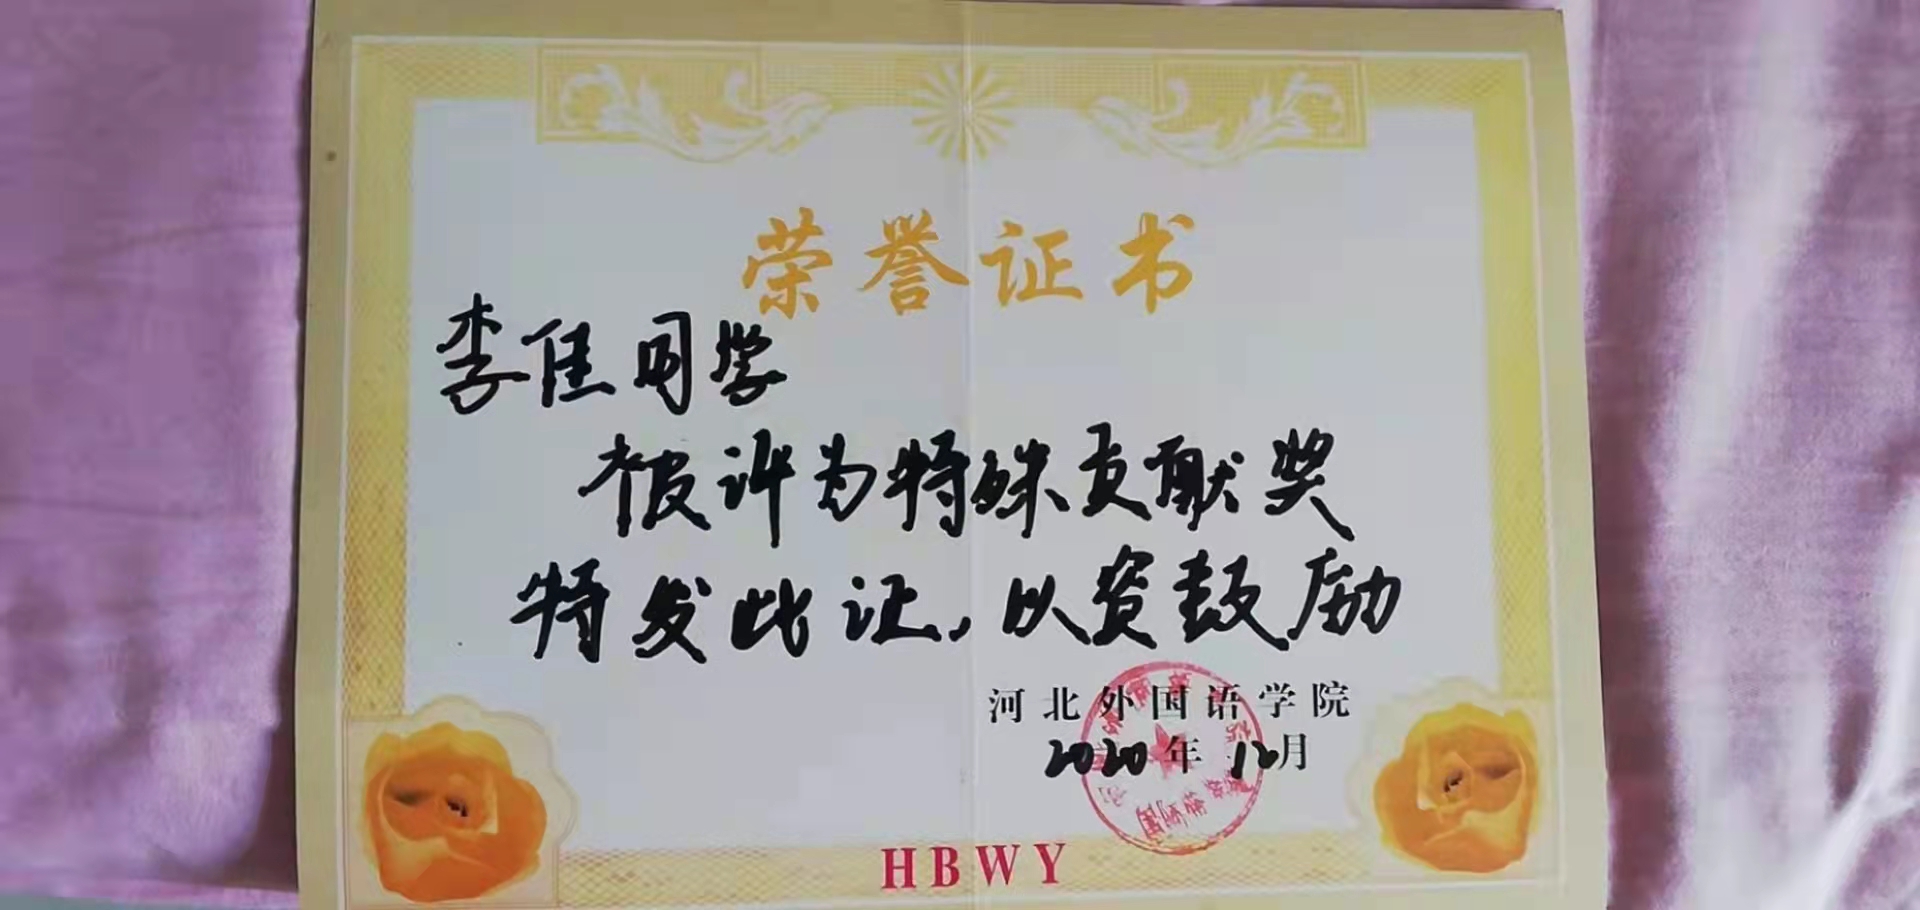 荣誉证书
李佳同学
被评为特殊贡献奖
特发此证,以资鼓励
河北外国语学院
2020年12月
HBWY